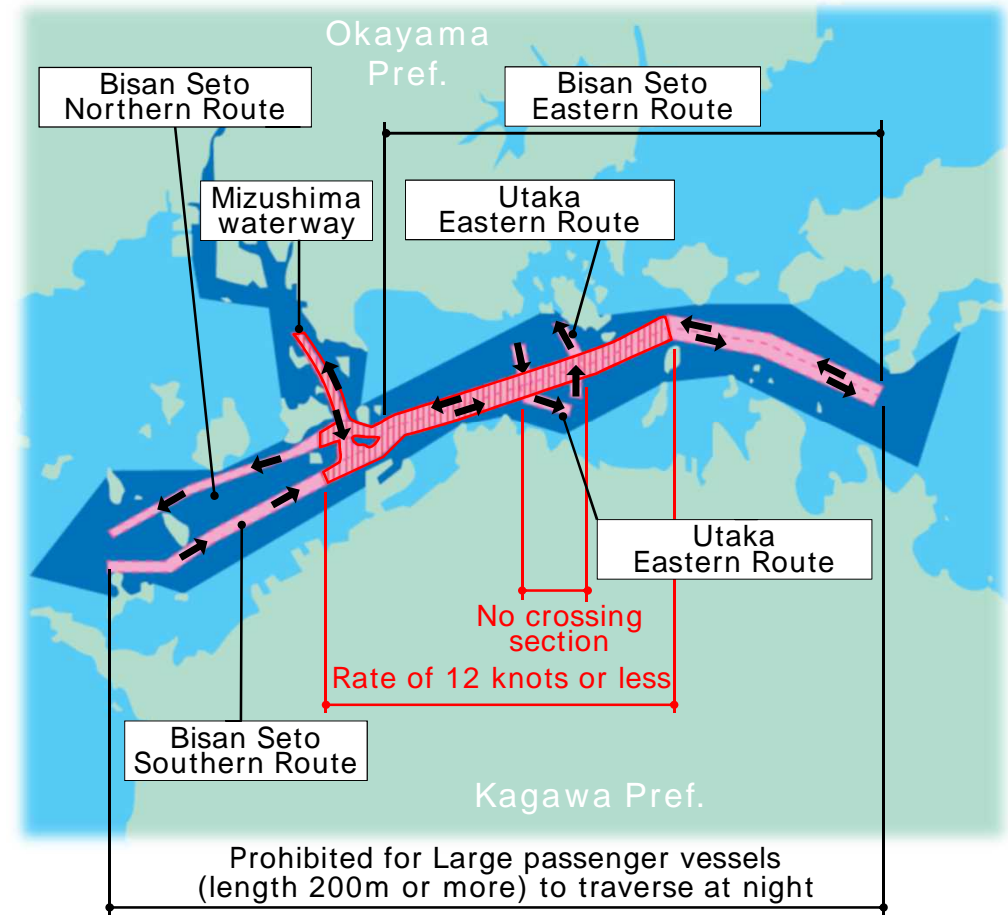 Okayama
Pref.
Bisan Seto
Northern Route
Bisan Seto
Eastern Route
Mizushima
waterway
Utaka
Eastern Route
Utaka
Eastern Route
No crossing
section
Rate of 12 knots or less
Bisan Seto
Southern Route
Kagawa Pref.
Prohibited for Large passenger vessels
(length 200m or more) to traverse at night